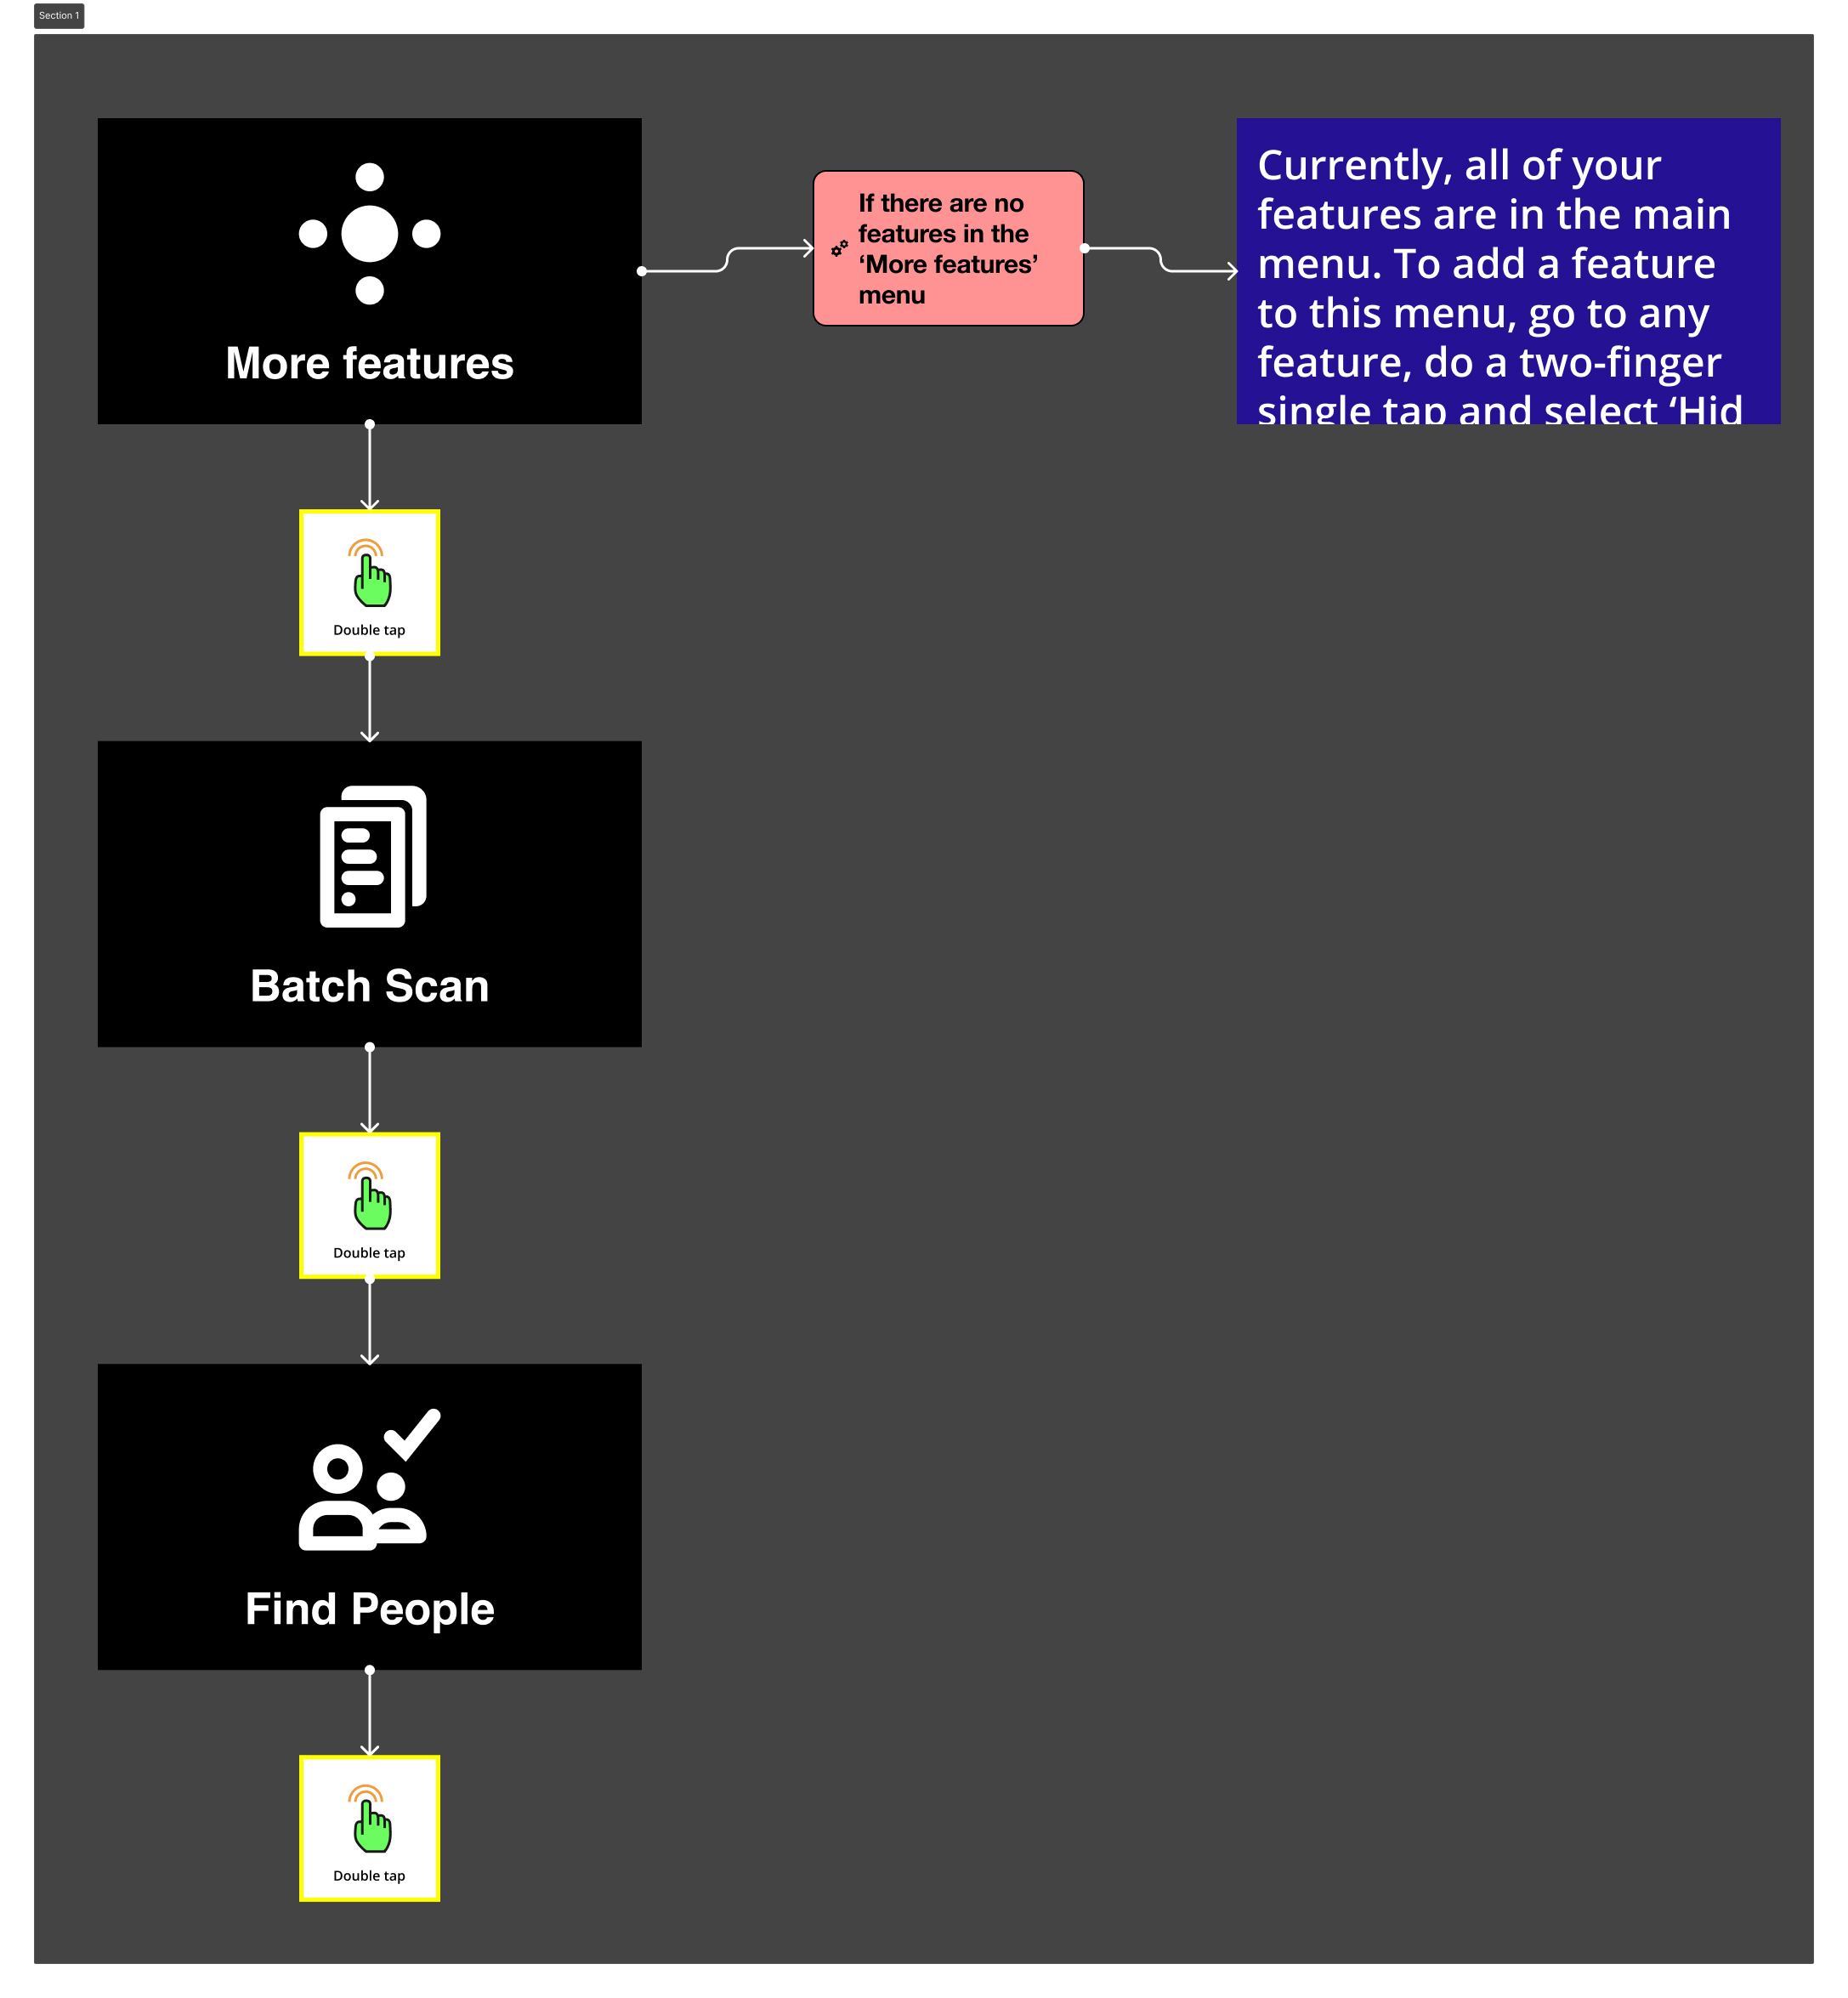 Section 1
More features
If there are no
features in the
‘More features’
menu
Currently, all of your
features are in the main
menu. To add a feature
to this menu, go to any
feature, do a two-finger
single tap and select ‘Hid
Double tap
Batch Scan
Double tap
Find People
Double tap